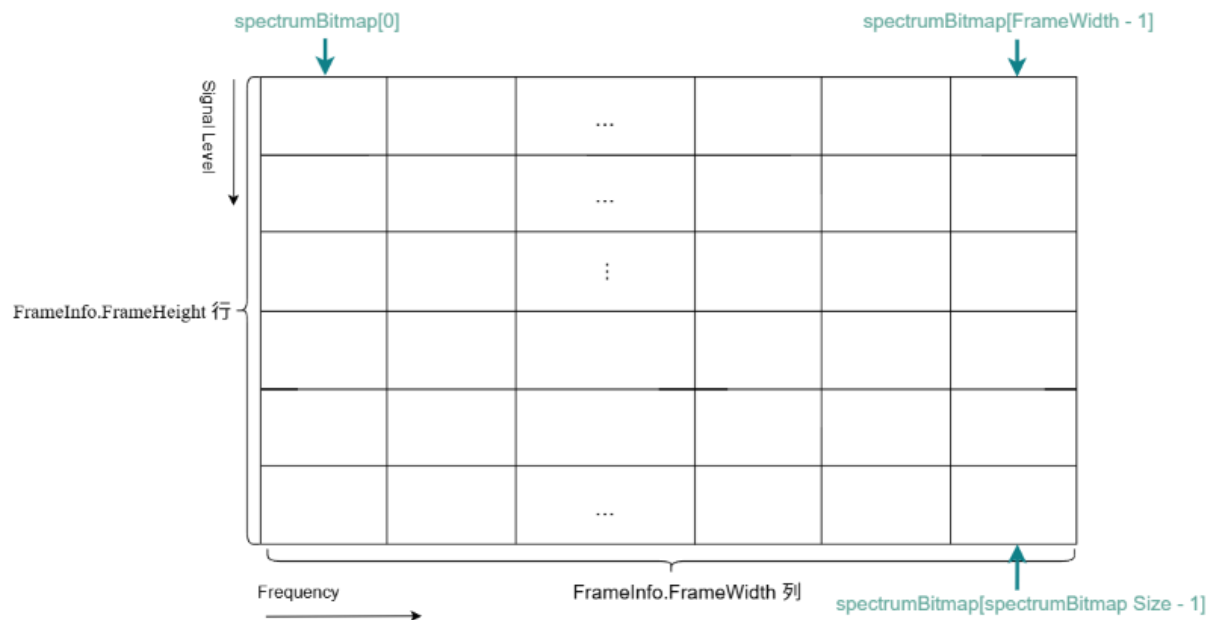 spectrumBitmap[0]
spectrumBitmap[FrameWidth - 1]
Signal Level
...
...
⋮
FrameInfo.FrameHeight 行
...
Frequency
FrameInfo.FrameWidth 列
spectrumBitmap[spectrumBitmap Size - 1]